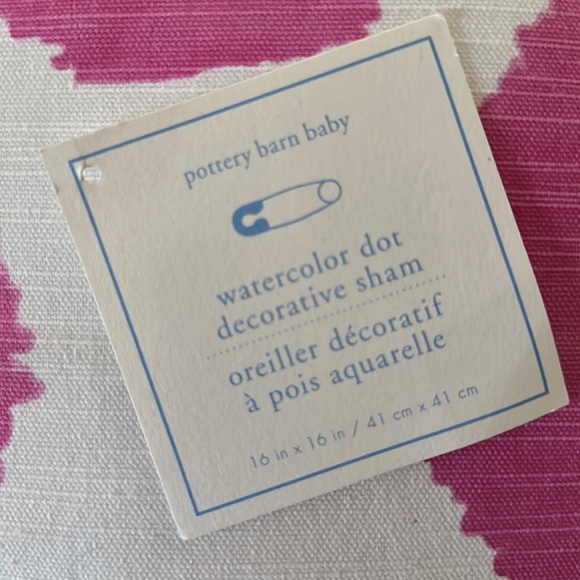 pottery barn baby
watercolor dot
decorative sham
oreiller décoratif
à pois aquarelle
16 in x 16 in / 41 cm x 41 cm